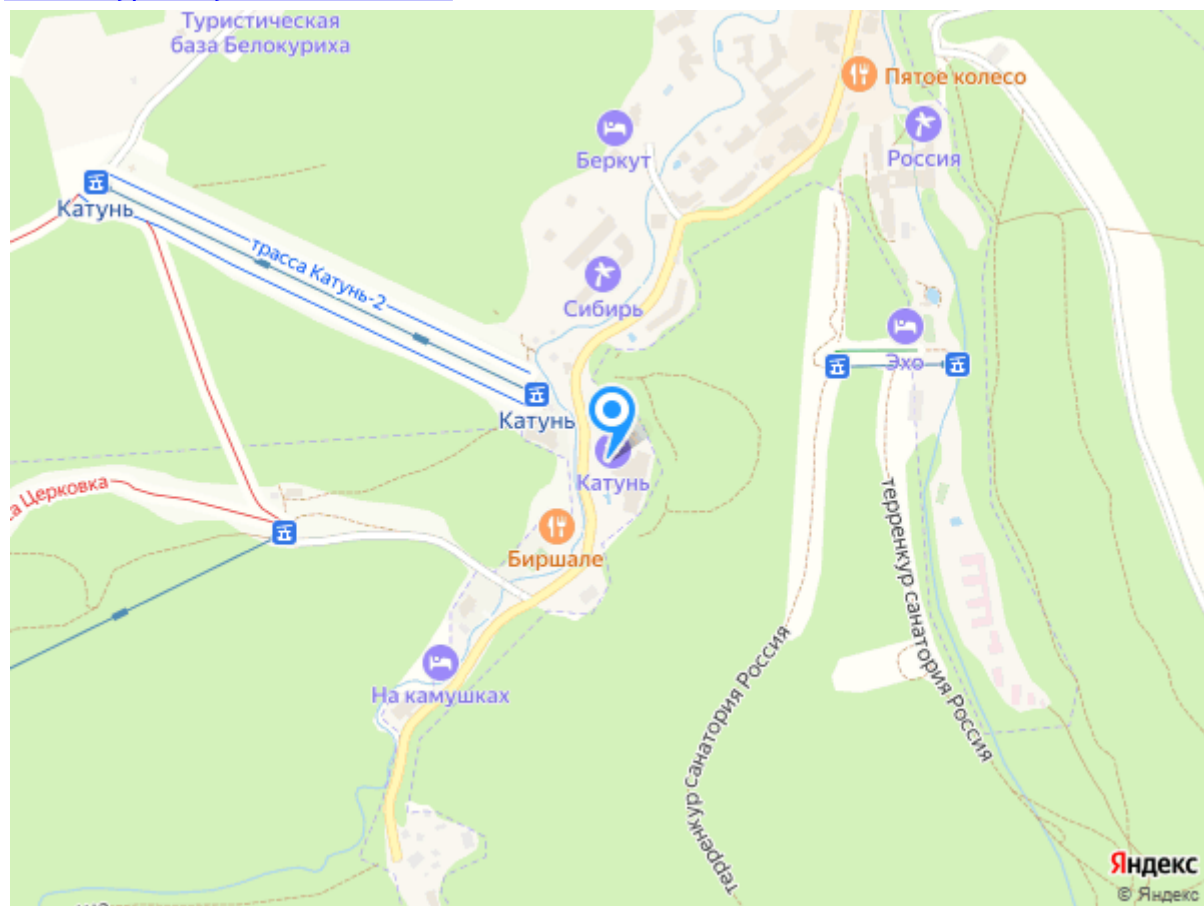 Туристическая
база Белокуриха
Пятое колесо
Беркут
Россия
Катунь
трасса Катунь-2
Сибирь
Эхо
Катунь
Катунь
а Церковка
Биршале
терренкур санатория Россия
терренкур санатория Россия
На камушках
Яндекс
© Яндекс